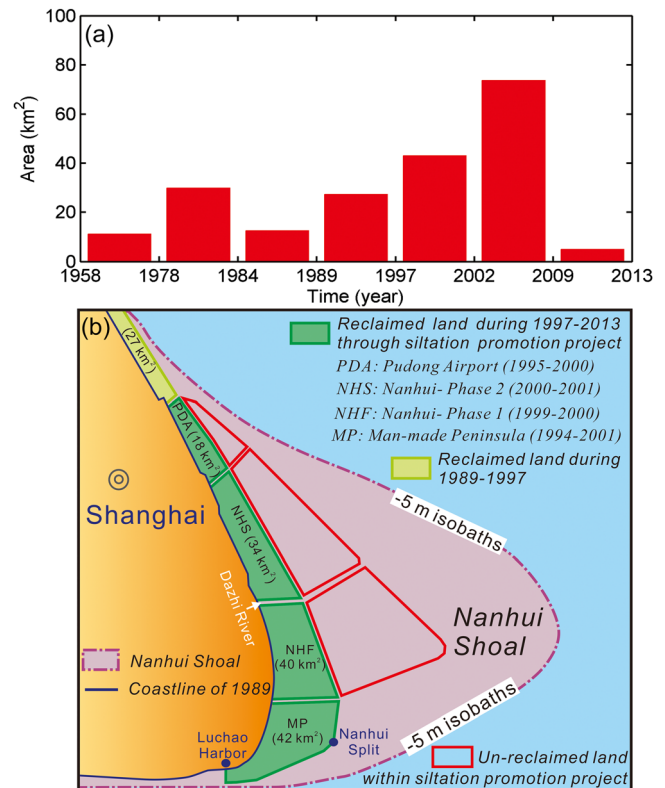 (a)
100
80
60
40
20
0
Area (km²)
1958 1978 1984 1989 1997 2002 2009 2013
Time (year)
(b)
Reclaimed land during 1997-2013
through siltation promotion project
PDA: Pudong Airport (1995-2000)
NHS: Nanhui- Phase 2 (2000-2001)
NHF: Nanhui- Phase 1 (1999-2000)
MP: Man-made Peninsula (1994-2001)
Reclaimed land during
1989-1997
(27 km²)
PDA (18 km²)
Shanghai
-5 m isobaths
NHS (34 km²)
Dazhi River
Nanhui
Shoal
NHF
(40 km²)
Nanhui Shoal
Coastline of 1989
MP
(42 km²)
Luchao
Harbor
Nanhui
Split
-5 m isobaths
Un-reclaimed land
within siltation promotion project